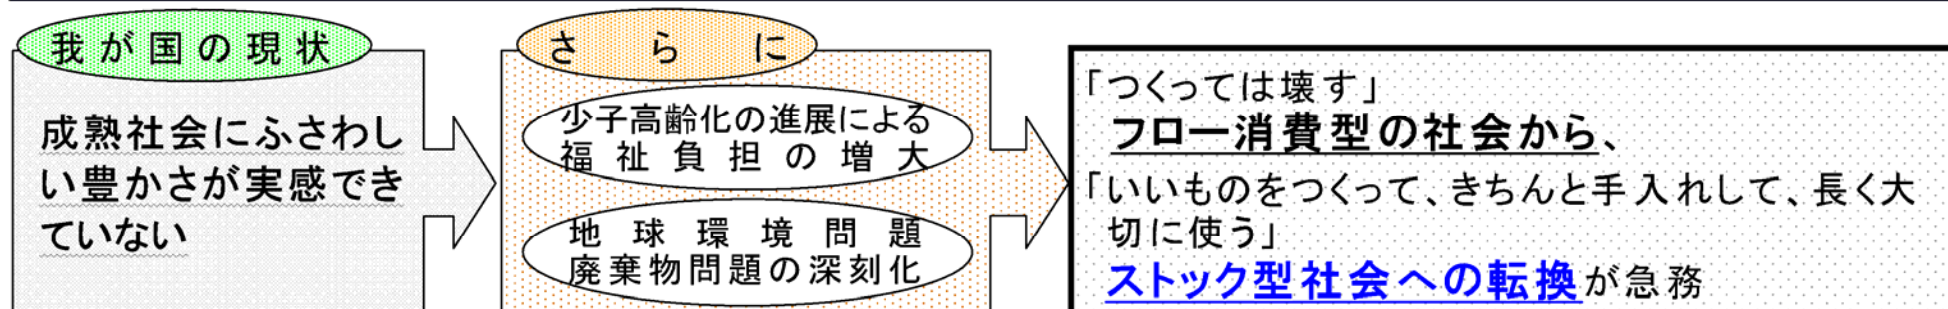 我が国の現状
成熟社会にふさわし
い豊かさが実感でき
ていない
さらに
少子高齢化の進展による
福祉負担の増大
地球環境問題
廃棄物問題の深刻化
「つくっては壊す」
フロー消費型の社会から、
「いいものをつくって、きちんと手入れして、長く大
切に使う」
ストック型社会への転換が急務